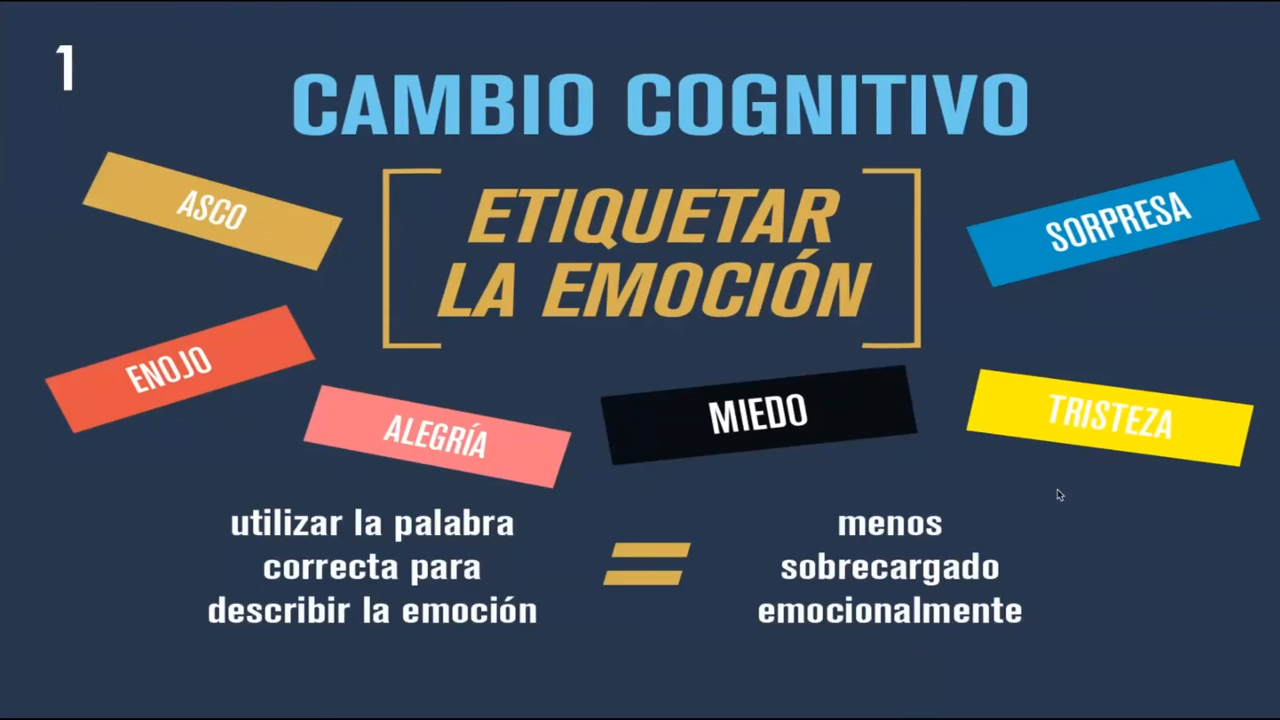 1
CAMBIO COGNITIVO
ASCO
ETIQUETAR
LA EMOCIÓN
SORPRESA
ENOJO
ALEGRÍA
MIEDO
TRISTEZA
utilizar la palabra
correcta para
describir la emoción
=
menos
sobrecargado
emocionalmente